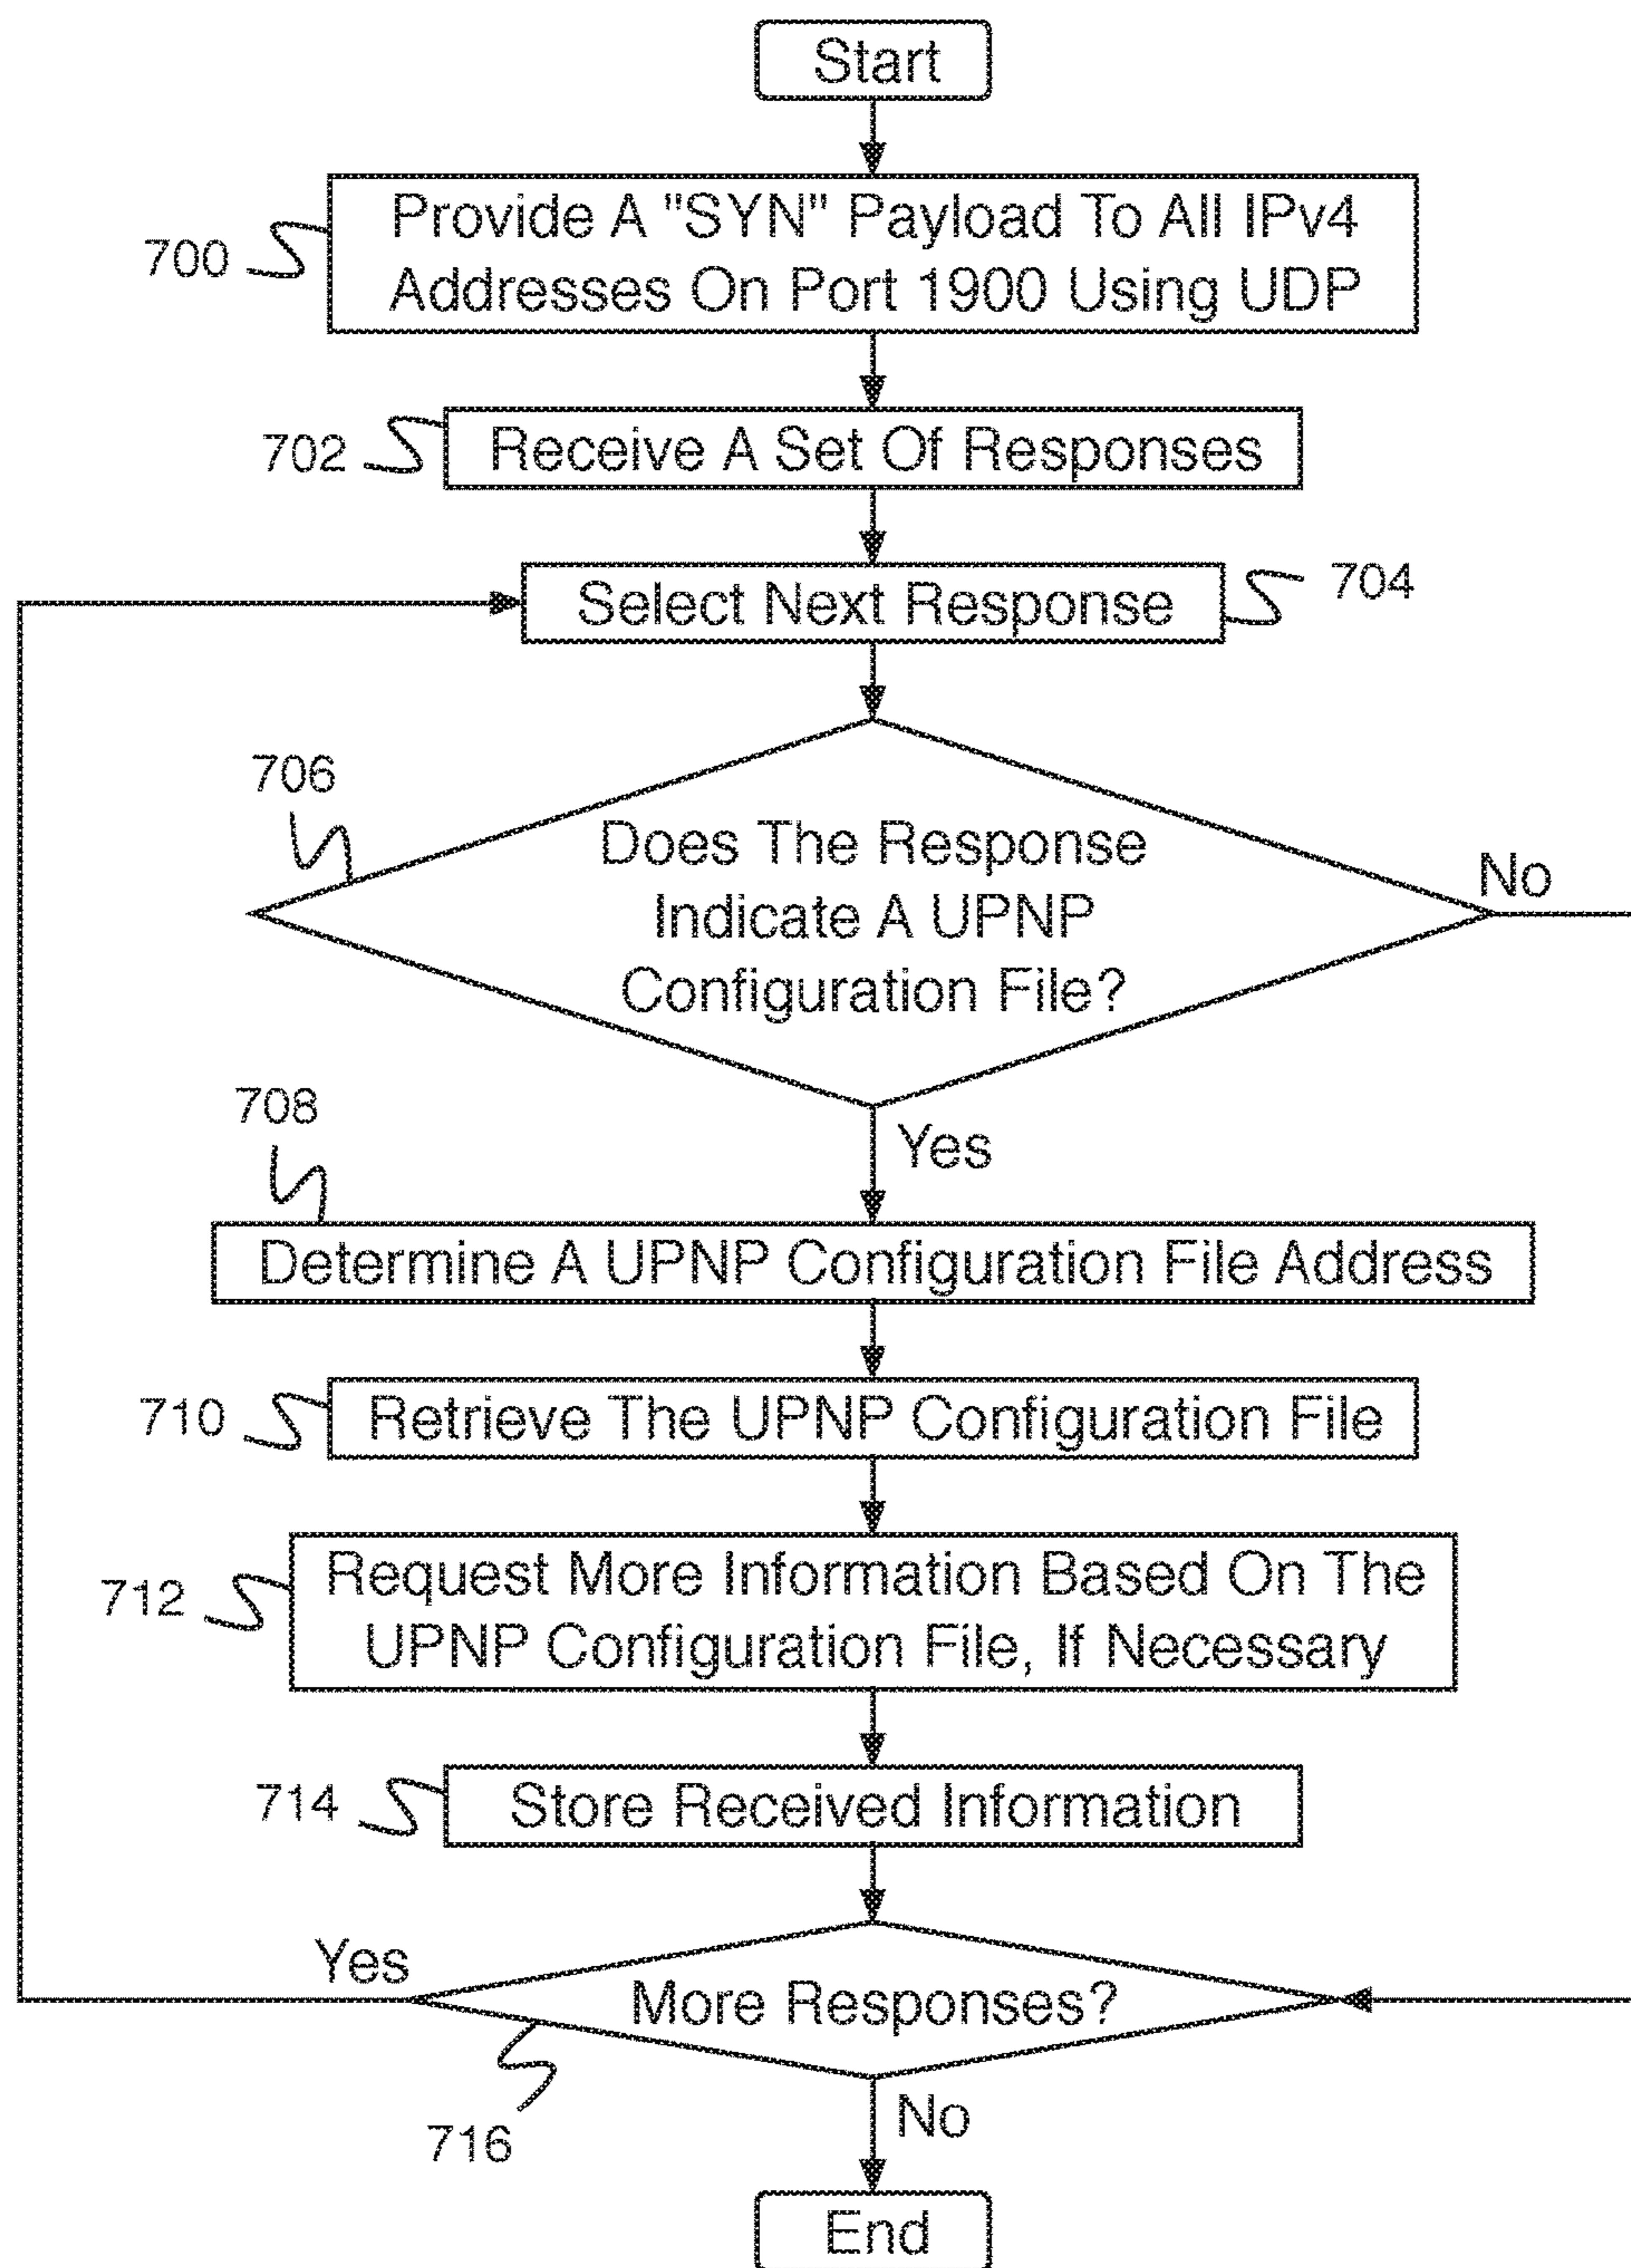 Start
Provide A "SYN" Payload To All IPv4
Addresses On Port 1900 Using UDP
700
Receive A Set Of Responses
702
Select Next Response
704
706
Does The Response
Indicate A UPNP
Configuration File?
No
Yes
708
Determine A UPNP Configuration File Address
710
Retrieve The UPNP Configuration File
712
Request More Information Based On The
UPNP Configuration File, If Necessary
714
Store Received Information
Yes
More Responses?
716
No
End